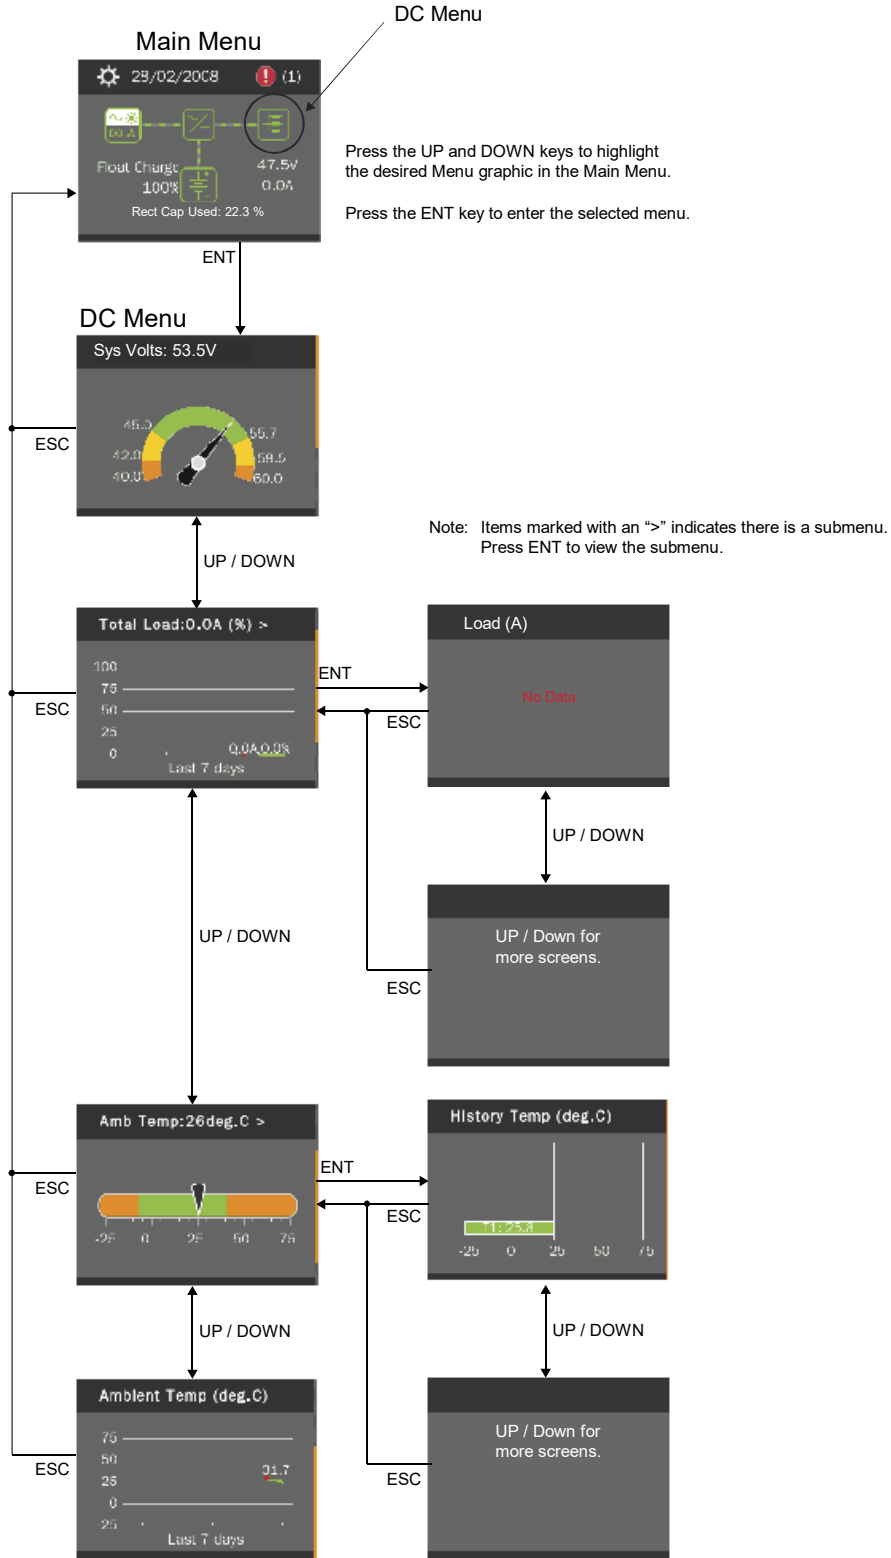 DC Menu
Main Menu
28/02/2008
(1)
Float Charge
100%
47.5V
0.0A
Rect Cap Used: 22.3 %
Press the UP and DOWN keys to highlight
the desired Menu graphic in the Main Menu.
Press the ENT key to enter the selected menu.
ENT
DC Menu
Sys Volts: 53.5V
45.0
42.0
40.0
55.7
58.5
60.0
ESC
UP / DOWN
Note: Items marked with an “>” indicates there is a submenu.
Press ENT to view the submenu.
Total Load:0.0A (%) >
100
75
50
25
0
0.0A,0.0%
Last 7 days
ESC
ENT
ESC
Load (A)
No Data
UP / DOWN
UP / DOWN
UP / Down for
more screens.
ESC
Amb Temp:26deg.C >
-25 0 25 50 75
ESC
ENT
ESC
History Temp (deg.C)
T1: 25.8
-25 0 25 50 75
UP / DOWN
UP / DOWN
Ambient Temp (deg.C)
75
50
25
0
-25
31.7
Last 7 days
ESC
UP / Down for
more screens.
ESC